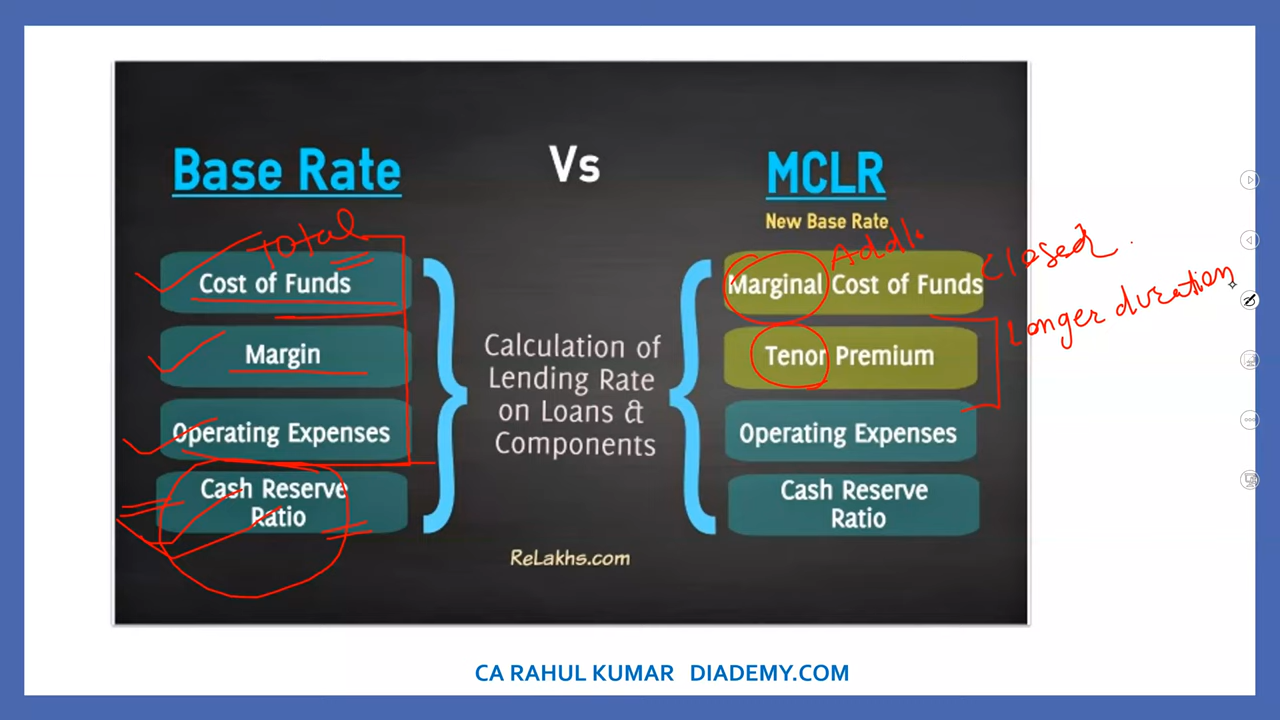 Base Rate
Vs
MCLR
New Base Rate
Total
Addl.
Cost of Funds
Marginal Cost of Funds
Closed
Longer duration
Margin
Tenor Premium
Operating Expenses
Operating Expenses
Cash Reserve
Ratio
Cash Reserve
Ratio
Calculation of
Lending Rate
on Loans &
Components
ReLakhs.com
CA RAHUL KUMAR DIADEMY.COM